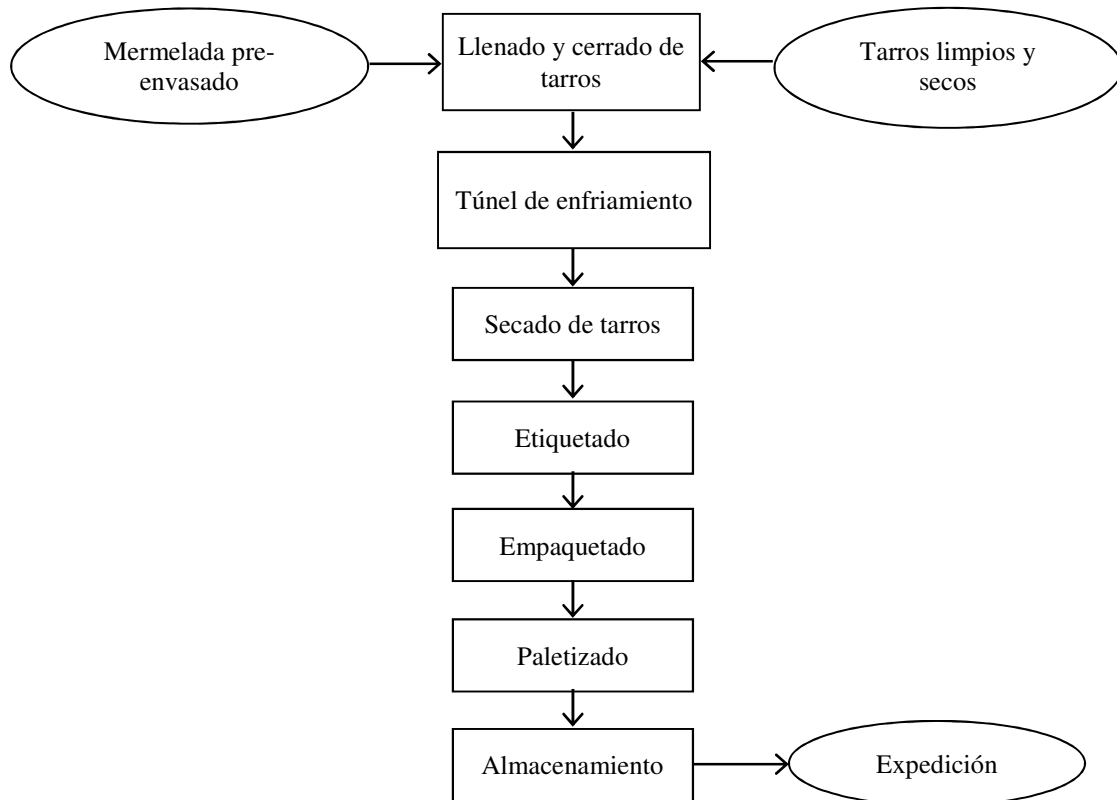 Mermelada pre-
envasado
Llenado y cerrado de
tarros
Tarros limpios y
secos
Túnel de enfriamiento
Secado de tarros
Etiquetado
Empaquetado
Paletizado
Almacenamiento
Expedición